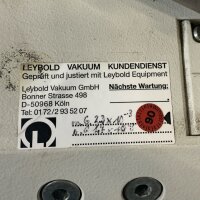 LEYBOLD VAKUUM KUNDENDIENST
Geprüft und justiert mit Leybold Equipment
Leybold Vakuum GmbH
Bonner Strasse 498
D-50968 Köln
Tel: 0172/2 93 52 07
Nächste Wartung: